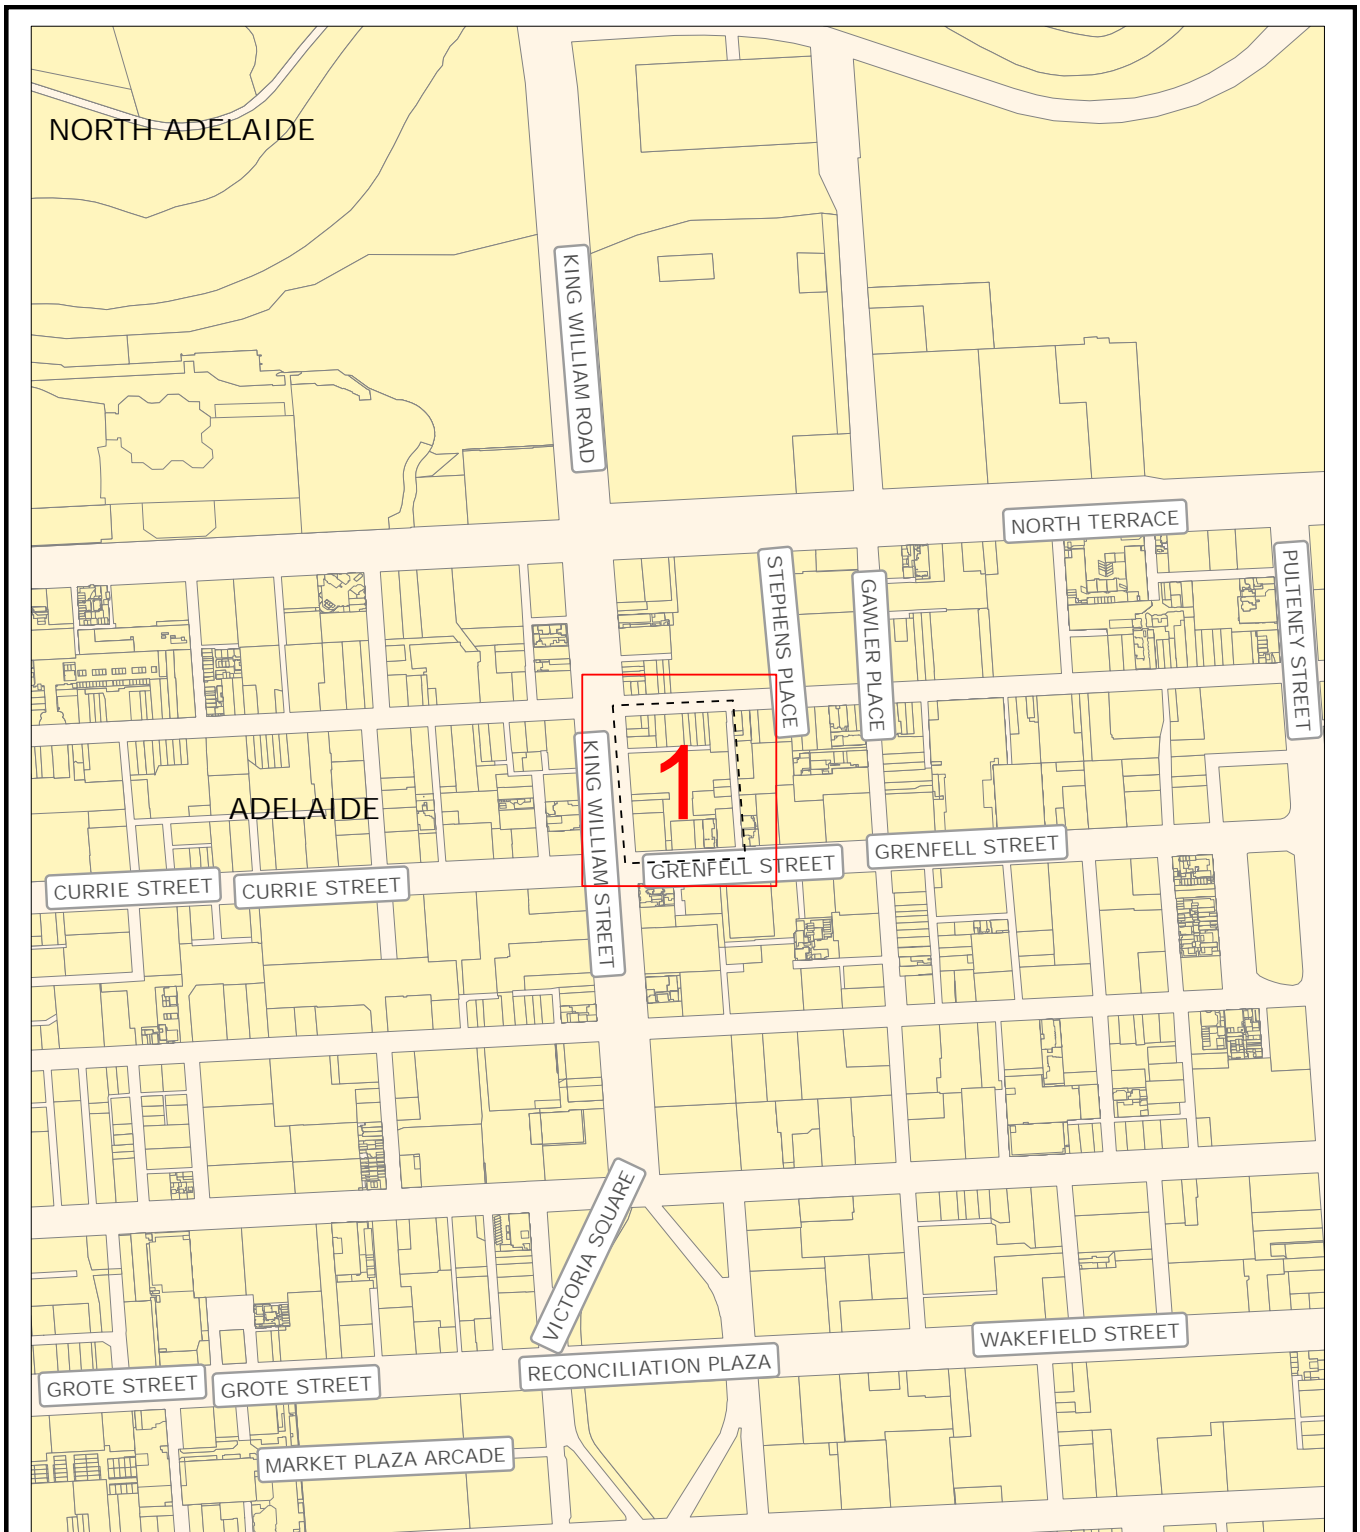 NORTH ADELAIDE
KING WILLIAM ROAD
NORTH TERRACE
STEPHENS PLACE
GAWLER PLACE
PULTENEY STREET
KING WILLIAM STREET
1
ADELAIDE
GRENFELL STREET
GRENFELL STREET
CURRIE STREET
CURRIE STREET
VICTORIA SQUARE
WAKEFIELD STREET
RECONCILIATION PLAZA
GROTE STREET
GROTE STREET
MARKET PLAZA ARCADE